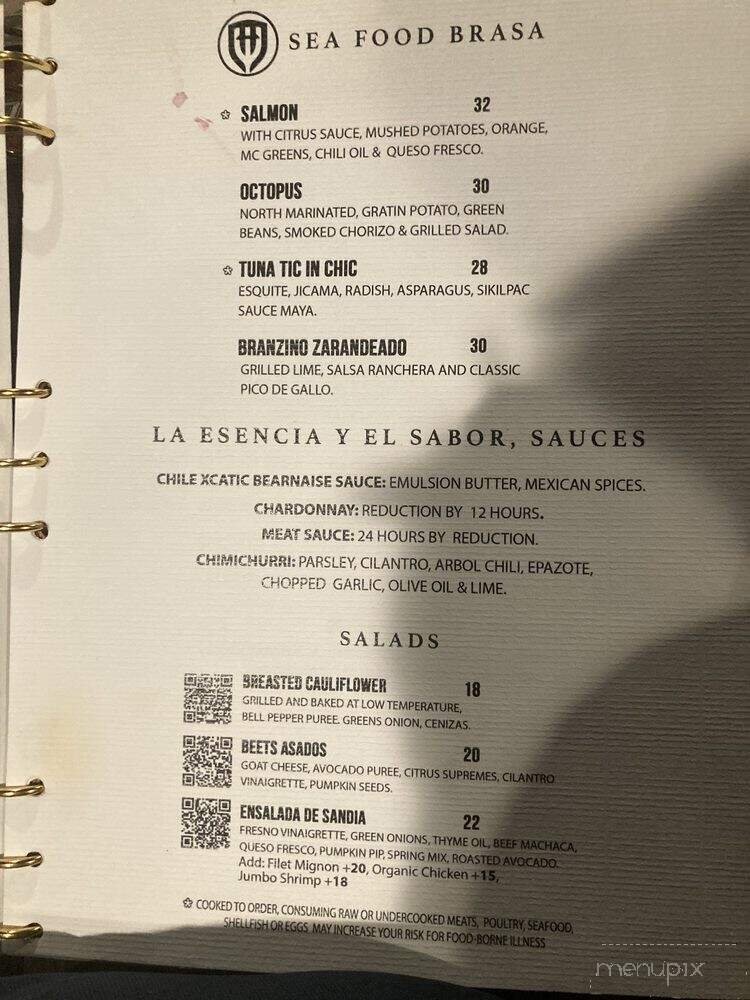 SEA FOOD BRASA
SALMON 32
WITH CITRUS SAUCE, MUSHED POTATOES, ORANGE,
MC GREENS, CHILI OIL & QUESO FRESCO.
OCTOPUS 30
NORTH MARINATED, GRATIN POTATO, GREEN
BEANS, SMOKED CHORIZO & GRILLED SALAD.
TUNA TIC IN CHIC 28
ESQUITE, JICAMA, RADISH, ASPARAGUS, SIKILPAC
SAUCE MAYA.
BRANZINO ZARANDEADO 30
GRILLED LIME, SALSA RANCHERA AND CLASSIC
PICO DE GALLO.
LA ESENCIA Y EL SABOR, SAUCES
CHILE XCATIC BEARNAISE SAUCE: EMULSION BUTTER, MEXICAN SPICES.
CHARDONNAY: REDUCTION BY 12 HOURS.
MEAT SAUCE: 24 HOURS BY REDUCTION.
CHIMICHURRI: PARSLEY, CILANTRO, ARBOL CHILI, EPAZOTE,
CHOPPED GARLIC, OLIVE OIL & LIME.
SALADS
BREASTED CAULIFLOWER 18
GRILLED AND BAKED AT LOW TEMPERATURE,
BELL PEPPER PUREE. GREENS ONION, CENIZAS.
BEETS ASADOS 20
GOAT CHEESE, AVOCADO PUREE, CITRUS SUPREMES, CILANTRO
VINAIGRETTE, PUMPKIN SEEDS.
ENSALADA DE SANDIA 22
FRESNO VINAIGRETTE, GREEN ONIONS, THYME OIL, BEEF MACHACA,
QUESO FRESCO, PUMPKIN PIP, SPRING MIX, ROASTED AVOCADO.
Add: Filet Mignon +20, Organic Chicken +15,
Jumbo Shrimp +18
COOKED TO ORDER, CONSUMING RAW OR UNDERCOOKED MEATS, POULTRY, SEAFOOD,
SHELLFISH OR EGGS MAY INCREASE YOUR RISK FOR FOOD-BORNE ILLNESS
menupix